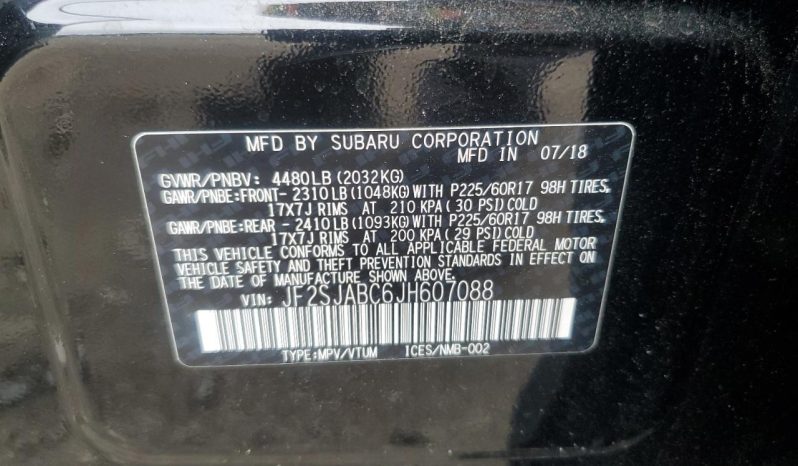 MFD BY SUBARU CORPORATION
MFD IN 07/18
GVWR/PNBV: 4480LB(2032KG)
GAWR/PNBE:FRONT-2310LB(1048KG)WITH P225/60R17 98H TIRES,
17X7J RIMS AT 210 KPA(30 PSI)COLD
GAWR/PNBE:REAR -2410LB(1093KG)WITH P225/60R17 98H TIRES,
17X7J RIMS AT 200 KPA(29 PSI)COLD
THIS VEHICLE CONFORMS TO ALL APPLICABLE FEDERAL MOTOR
VEHICLE SAFETY AND THEFT PREVENTION STANDARDS IN EFFECT ON
THE DATE OF MANUFACTURE SHOWN ABOVE.
VIN: JF2SJABC6JH607088
TYPE:MPV/VTUM ICES/NMB-002